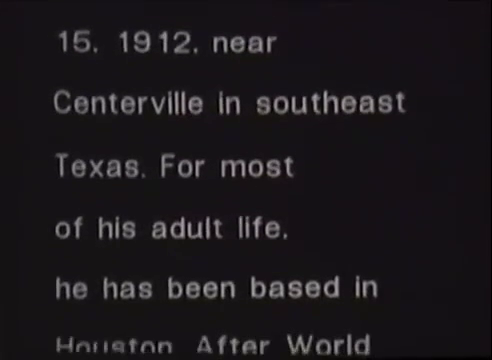 15, 1912, near
Centerville in southeast
Texas. For most
of his adult life,
he has been based in
Houston. After World